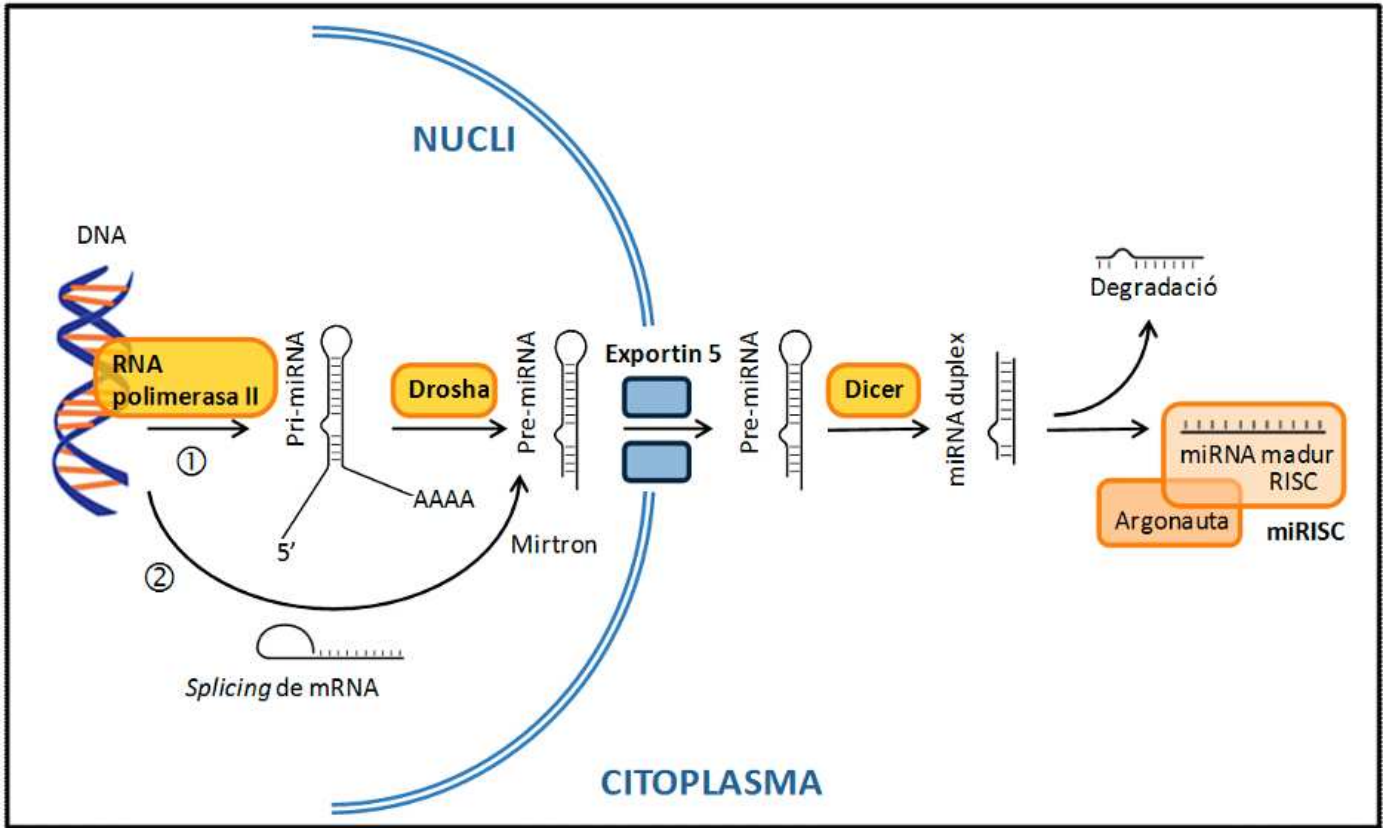 NUCLI
DNA
RNA
polimerasa II
①
Pri-miRNA
AAAA
5’
Drosha
Pre-miRNA
②
Mirtron
Splicing de mRNA
Exportin 5
Pre-miRNA
Dicer
miRNA duplex
Degradació
miRNA madur
RISC
Argonauta
miRISC
CITOPLASMA